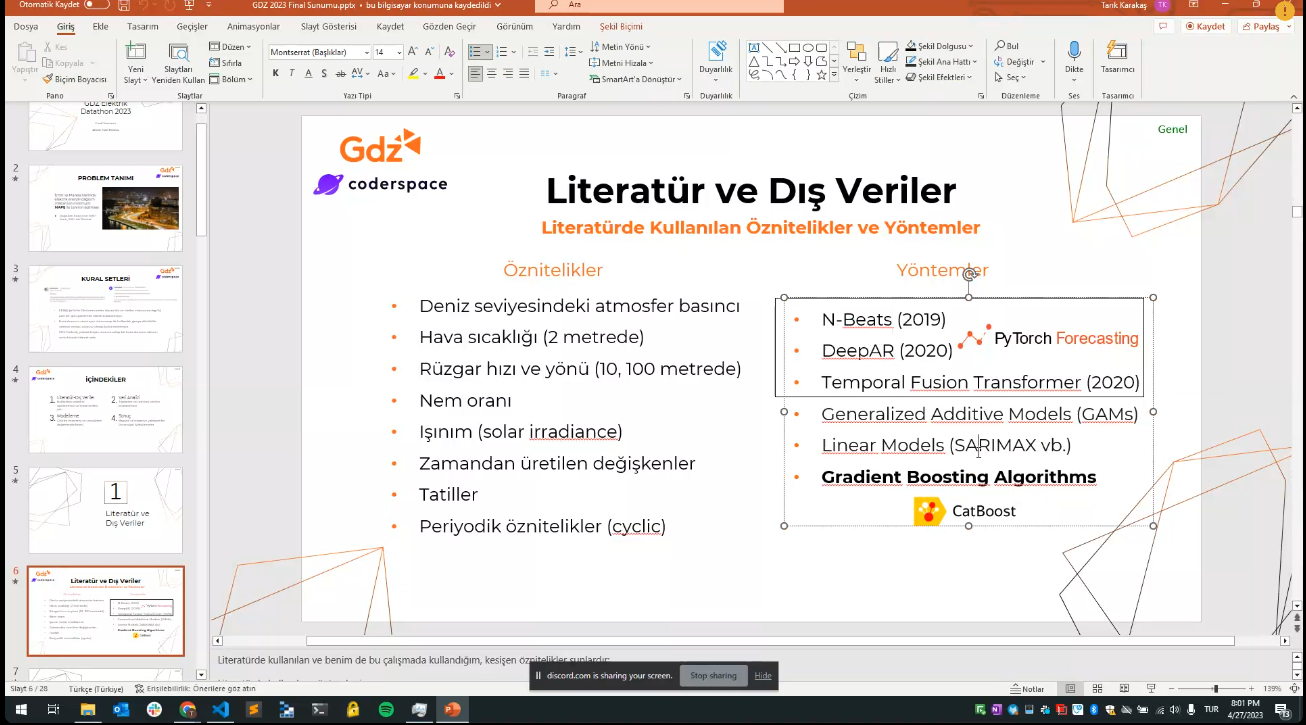 Otomatik Kaydet
GDZ 2023 Final Sunumu.pptx • bu bilgisayar konumuna kaydedildi
Ara
Tarık Karakaş
TK
Dosya Giriş Ekle Tasarım Geçişler Animasyonlar Slayt Gösterisi Kaydet Gözden Geçir Görünüm Yardım Şekil Biçimi
Kaydet
Paylaş
Yapıştır
Kes
Kopyala
Biçim Boyacısı
Pano
Yeni
Slayt
Slaytları
Yeniden Kullan
Düzen
Sıfırla
Bölüm
Slaytlar
Montserrat (Başlıklar)
14
Yazı Tipi
Metin Yönü
Metni Hizala
SmartArt'a Dönüştür
Paragraf
Duyarlılık
Duyarlılık
Yerleştir
Hızlı
Stiller
Şekil Dolgusu
Şekil Ana Hattı
Şekil Efektleri
Çizim
Bul
Değiştir
Seç
Düzenleme
Dikte
Ses
Tasarımcı
Tasarımcı
GDZ Elektrik
Datathon 2023
2
PROBLEM TANIMI
3
KURAL SETLERİ
4
İÇİNDEKİLER
5
1
Literatür ve
Dış Veriler
6
Literatür ve Dış Veriler
7
Genel
Gdz
coderspace
Literatür ve Dış Veriler
Literatürde Kullanılan Öznitelikler ve Yöntemler
Öznitelikler
• Deniz seviyesindeki atmosfer basıncı
• Hava sıcaklığı (2 metrede)
• Rüzgar hızı ve yönü (10, 100 metrede)
• Nem oranı
• Işınım (solar irradiance)
• Zamandan üretilen değişkenler
• Tatiller
• Periyodik öznitelikler (cyclic)
Yöntemler
• N-Beats (2019)
• DeepAR (2020)
PyTorch Forecasting
• Temporal Fusion Transformer (2020)
• Generalized Additive Models (GAMs)
• Linear Models (SARIMAX vb.)
• Gradient Boosting Algorithms
CatBoost
Literatürde kullanılan ve benim de bu çalışmada kullandığım, kesişen öznitelikler şunlardır:
discord.com is sharing your screen.
Stop sharing
Hide
Slayt 6 / 28
Türkçe (Türkiye)
Erişilebilirlik: Önerilere göz atın
Notlar
139%
TUR
8:01 PM
4/27/2023
13